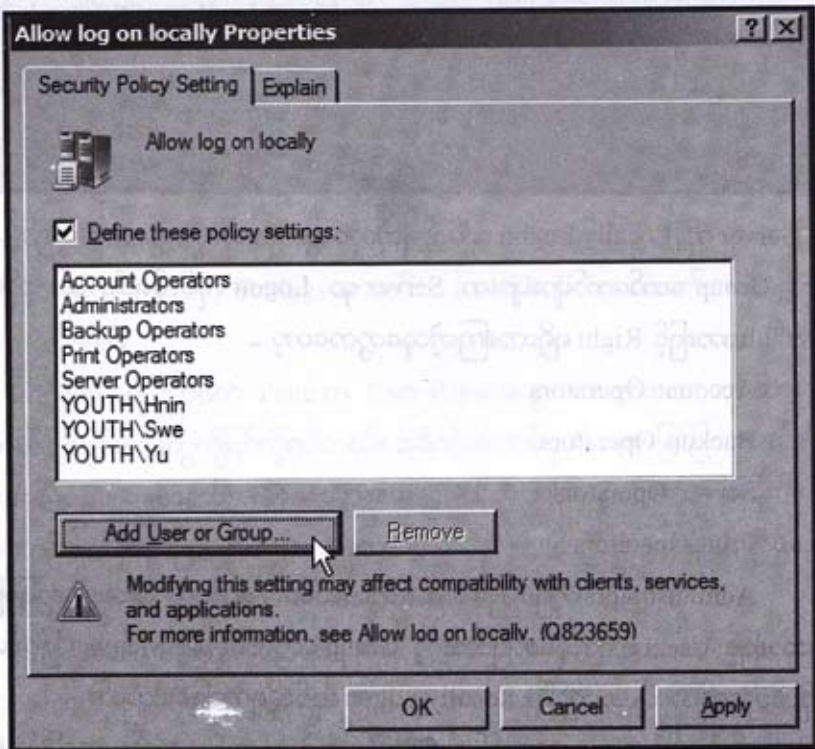 Allow log on locally Properties
Security Policy Setting
Explain
Allow log on locally
Define these policy settings:
Account Operators
Administrators
Backup Operators
Print Operators
Server Operators
YOUTH\Hnin
YOUTH\Swe
YOUTH\Yu
Add User or Group...
Remove
Modifying this setting may affect compatibility with clients, services,
and applications.
For more information, see Allow log on locally. (Q823659)
OK
Cancel
Apply